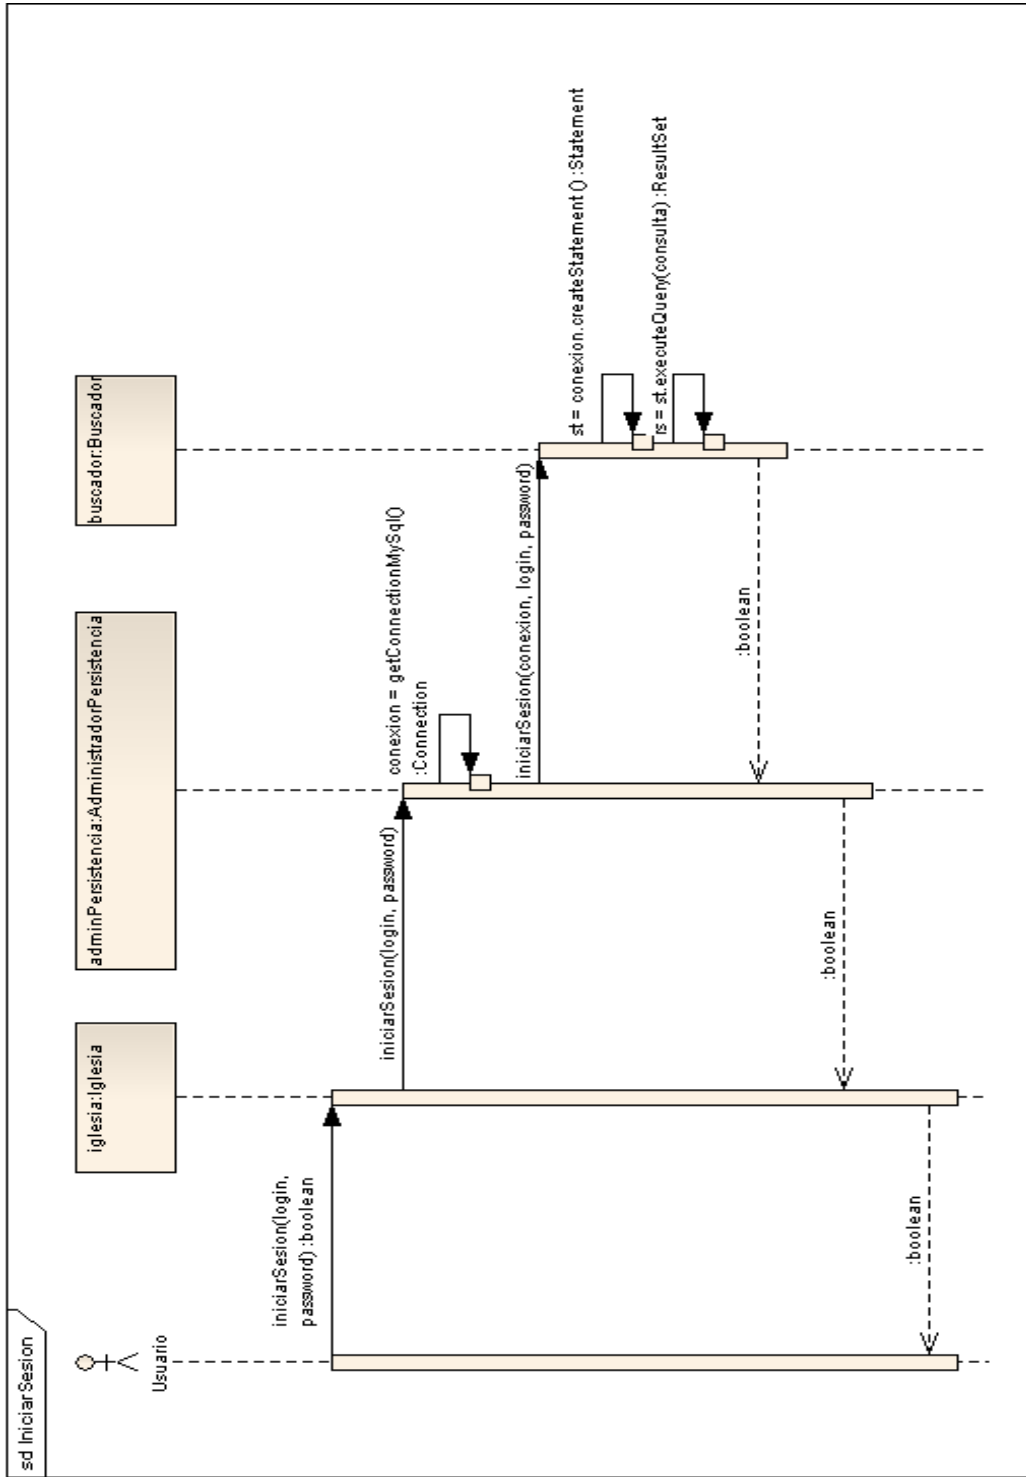 sd IniciarSesion
Usuario
iglesia:Iglesia
adminPersistencia:AdministradorPersistencia
buscador:Buscador
iniciarSesion(login,
password) :boolean
iniciarSesion(login, password)
conexion = getConnectionMySql()
:Connection
iniciarSesion(conexion, login, password)
st = conexion.createStatement() :Statement
rs = st.executeQuery(consulta) :ResultSet
:boolean
:boolean
:boolean